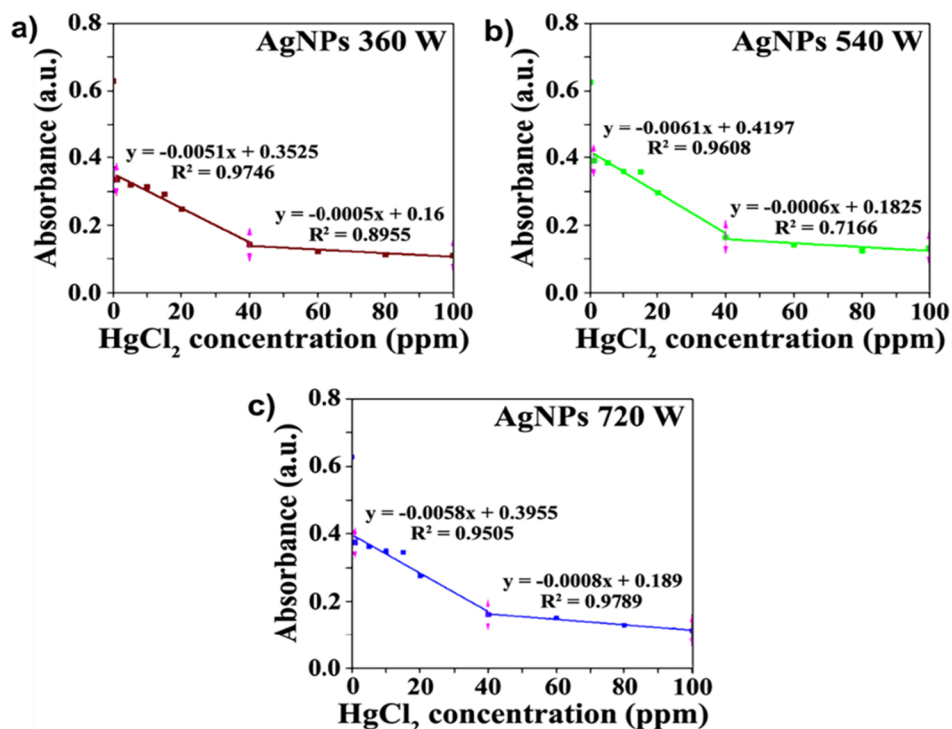 a)
AgNPs 360 W
Absorbance (a.u.)
0.8
0.6
0.4
0.2
0.0
y = -0.0051x + 0.3525
R² = 0.9746
y = -0.0005x + 0.16
R² = 0.8955
0 20 40 60 80 100
HgCl₂ concentration (ppm)
b)
AgNPs 540 W
Absorbance (a.u.)
0.8
0.6
0.4
0.2
0.0
y = -0.0061x + 0.4197
R² = 0.9608
y = -0.0006x + 0.1825
R² = 0.7166
0 20 40 60 80 100
HgCl₂ concentration (ppm)
c)
AgNPs 720 W
Absorbance (a.u.)
0.8
0.6
0.4
0.2
0.0
y = -0.0058x + 0.3955
R² = 0.9505
y = -0.0008x + 0.189
R² = 0.9789
0 20 40 60 80 100
HgCl₂ concentration (ppm)